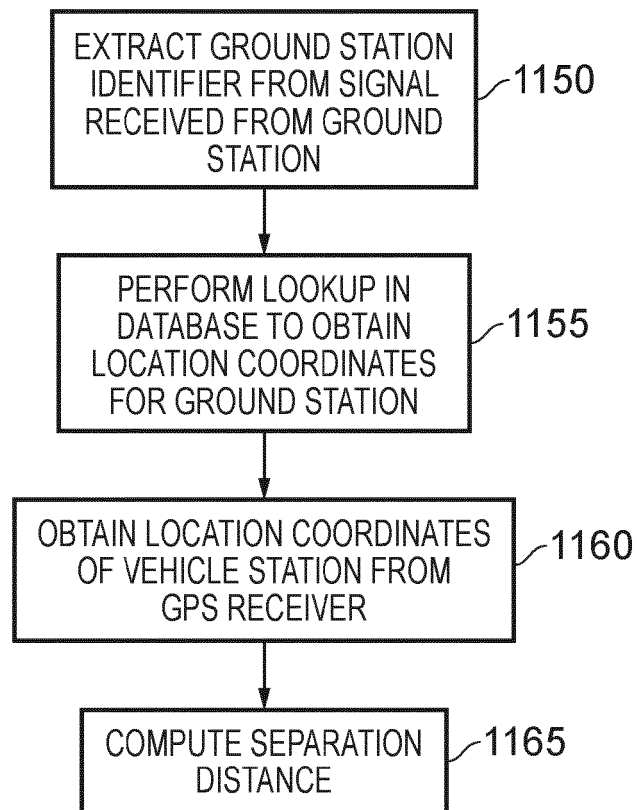 EXTRACT GROUND STATION
IDENTIFIER FROM SIGNAL
RECEIVED FROM GROUND
STATION
1150
PERFORM LOOKUP IN
DATABASE TO OBTAIN
LOCATION COORDINATES
FOR GROUND STATION
1155
OBTAIN LOCATION COORDINATES
OF VEHICLE STATION FROM
GPS RECEIVER
1160
COMPUTE SEPARATION
DISTANCE
1165